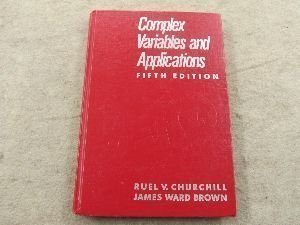 Complex
Variables and
Applications
FIFTH EDITION
RUEL V. CHURCHILL
JAMES WARD BROWN